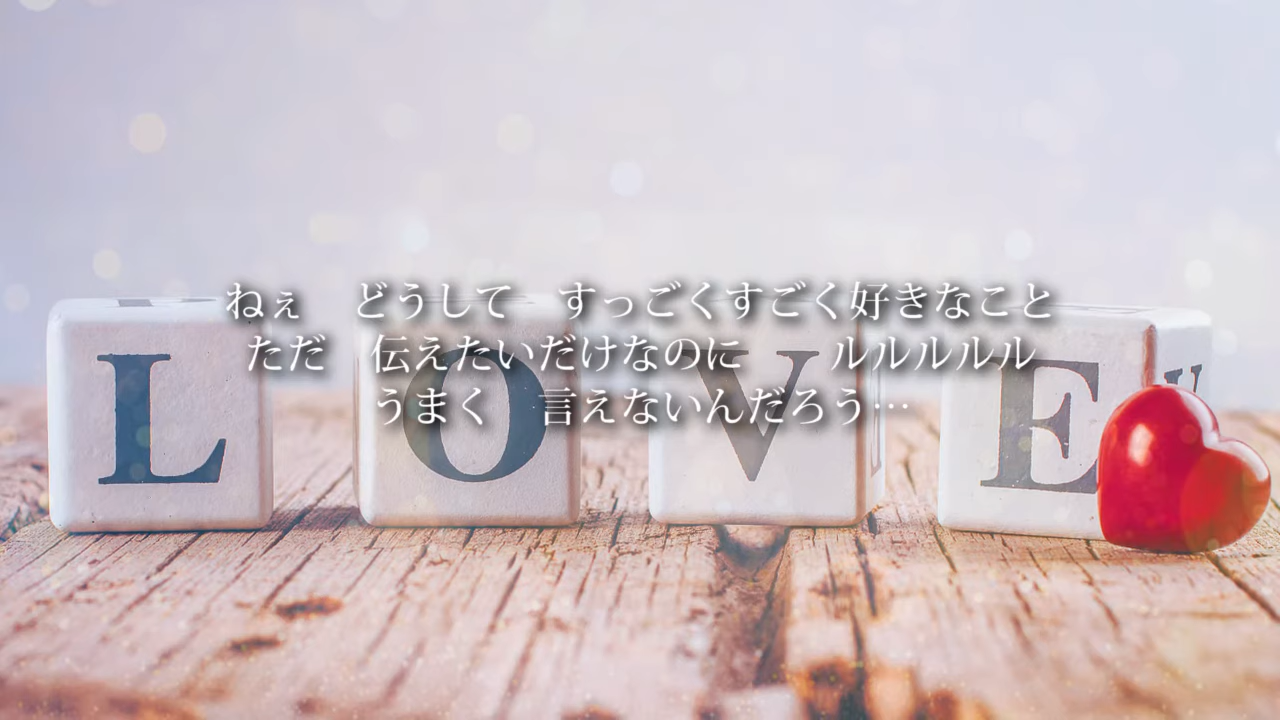 ねぇ　どうして　すっごくすごく好きなこと
ただ　伝えたいだけなのに　ルルルルル
うまく　言えないんだろう…
L O V E